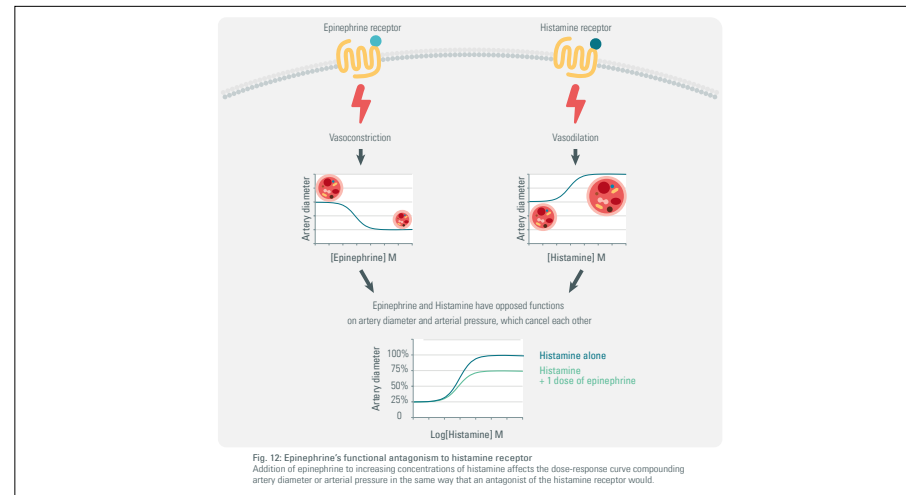 Epinephrine receptor
Histamine receptor
Vasoconstriction
Vasodilation
Artery diameter
[Epinephrine] M
Artery diameter
[Histamine] M
Epinephrine and Histamine have opposed functions
on artery diameter and arterial pressure, which cancel each other
Artery diameter
100%
75%
50%
25%
0
Log[Histamine] M
Histamine alone
Histamine
+ 1 dose of epinephrine
Fig. 12: Epinephrine's functional antagonism to histamine receptor
Addition of epinephrine to increasing concentrations of histamine affects the dose-response curve compounding
artery diameter or arterial pressure in the same way that an antagonist of the histamine receptor would.